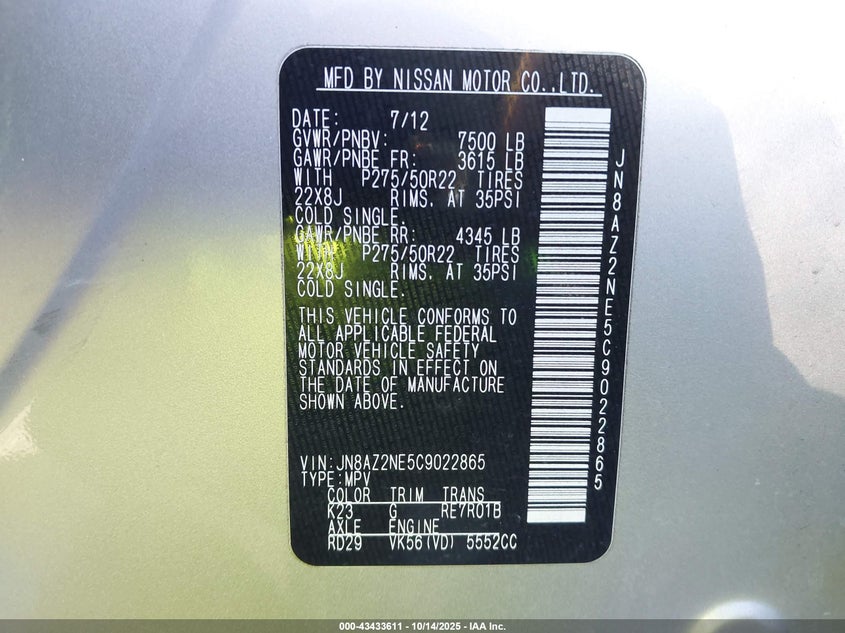 MFD BY NISSAN MOTOR CO.,LTD.
DATE: 7/12
GVWR/PNBV: 7500 LB
GAWR/PNBE FR: 3615 LB
WITH P275/50R22 TIRES
22X8J RIMS. AT 35PSI
COLD SINGLE.
GAWR/PNBE RR: 4345 LB
WITH P275/50R22 TIRES
22X8J RIMS. AT 35PSI
COLD SINGLE.
THIS VEHICLE CONFORMS TO
ALL APPLICABLE FEDERAL
MOTOR VEHICLE SAFETY
STANDARDS IN EFFECT ON
THE DATE OF MANUFACTURE
SHOWN ABOVE.
VIN:JN8AZ2NE5C9022865
TYPE:MPV
COLOR TRIM TRANS
K23 G RE7R01B
AXLE ENGINE
RD29 VK56(VD) 5552CC
JN8AZ2NE5C9022865
000-43433611 - 10/14/2025 - IAA Inc.